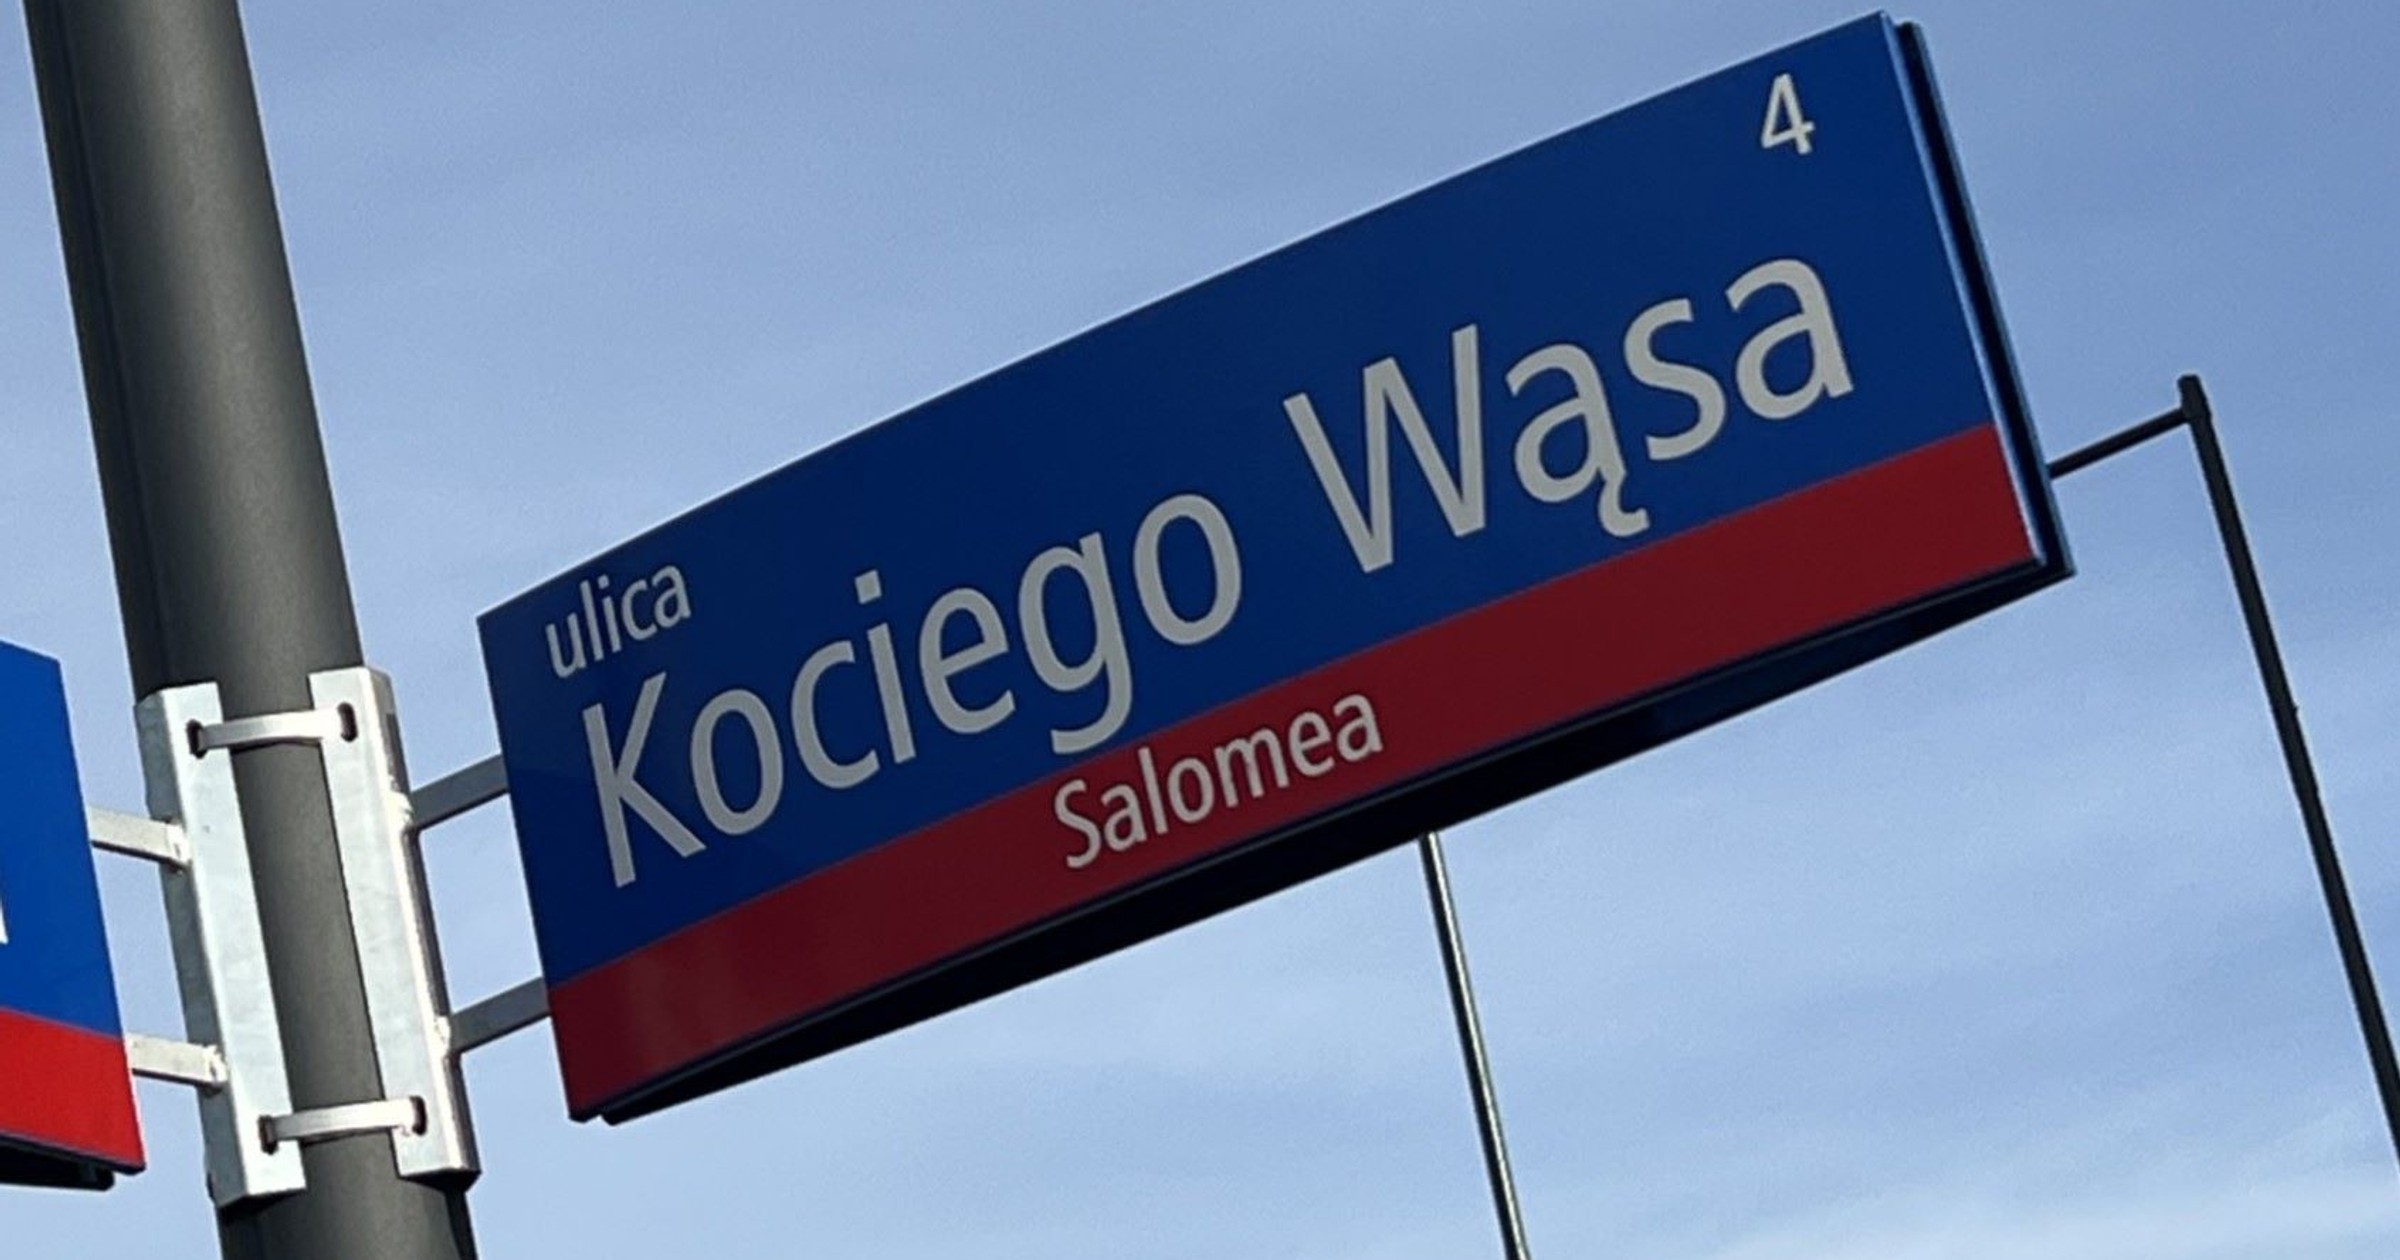 4
ulica
Kociego Wąsa
Salomea